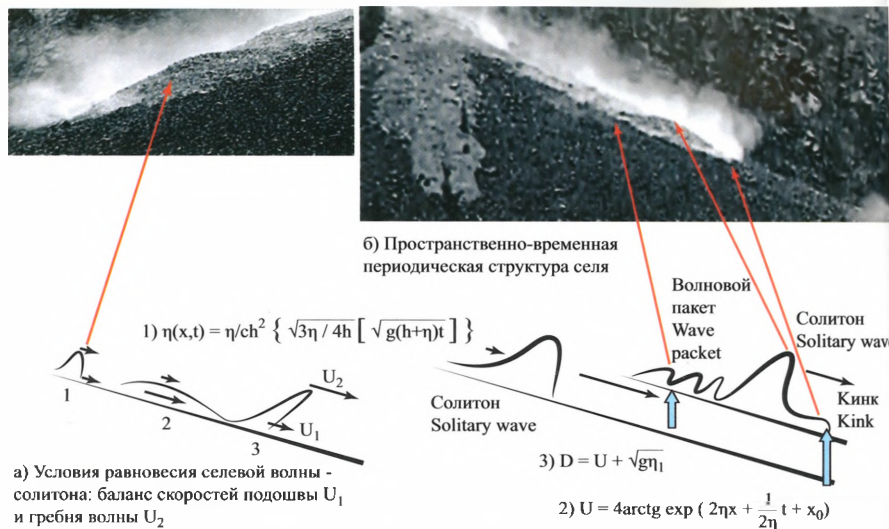 б) Пространственно-временная
периодическая структура селя
Волновой
пакет
Wave
packet
Солитон
Solitary wave
1) η(x,t) = η/ch² { √3η / 4h [ √g(h+η)t ] }
Кинк
Kink
U₂
U₁
1
2
3
Солитон
Solitary wave
3) D = U + √gη₁
а) Условия равновесия селевой волны -
солитона: баланс скоростей подошвы U₁
и гребня волны U₂
2) U = 4arctg exp ( 2ηx + 1/2η t + x₀)